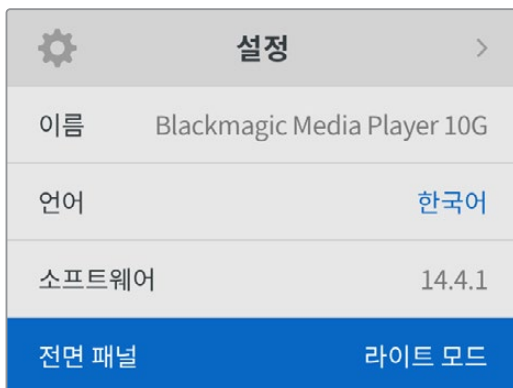 설정
이름 Blackmagic Media Player 10G
언어 한국어
소프트웨어 14.4.1
전면 패널 라이트 모드